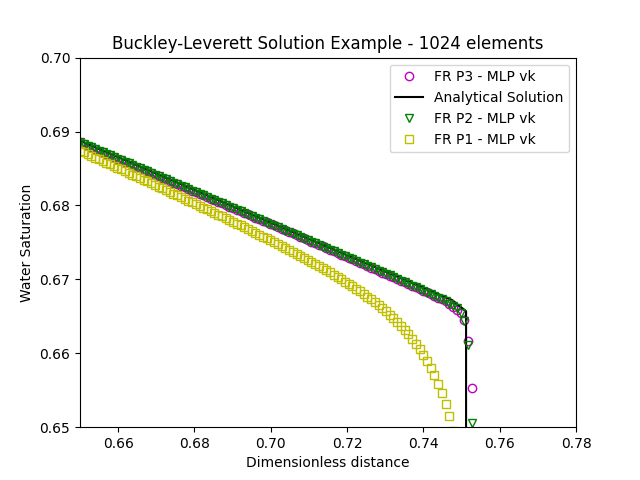 Buckley-Leverett Solution Example - 1024 elements
FR P3 - MLP vk
Analytical Solution
FR P2 - MLP vk
FR P1 - MLP vk
Water Saturation
0.70
0.69
0.68
0.67
0.66
0.65
0.66 0.68 0.70 0.72 0.74 0.76 0.78
Dimensionless distance